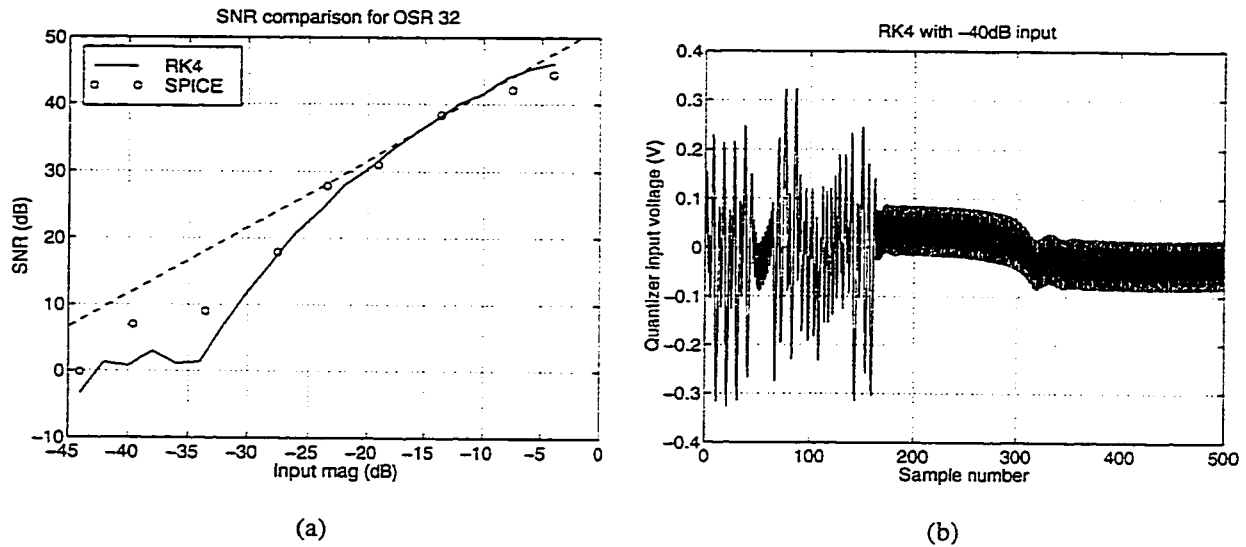 SNR comparison for OSR 32
50
40
30
20
10
0
−10
SNR (dB)
RK4
SPICE
−45 −40 −35 −30 −25 −20 −15 −10 −5 0
Input mag (dB)
(a)
RK4 with −40dB input
0.4
0.3
0.2
0.1
0
−0.1
−0.2
−0.3
−0.4
Quantizer input voltage (V)
0 100 200 300 400 500
Sample number
(b)